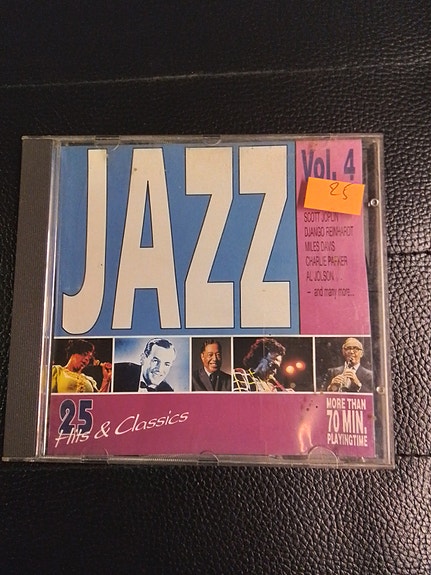 JAZZ
Vol. 4
25
SCOTT JOPLIN
DJANGO REINHARDT
MILES DAVIS
CHARLIE PARKER
AL JOLSON
– and many more...
25
Hits & Classics
MORE THAN
70 MIN.
PLAYINGTIME